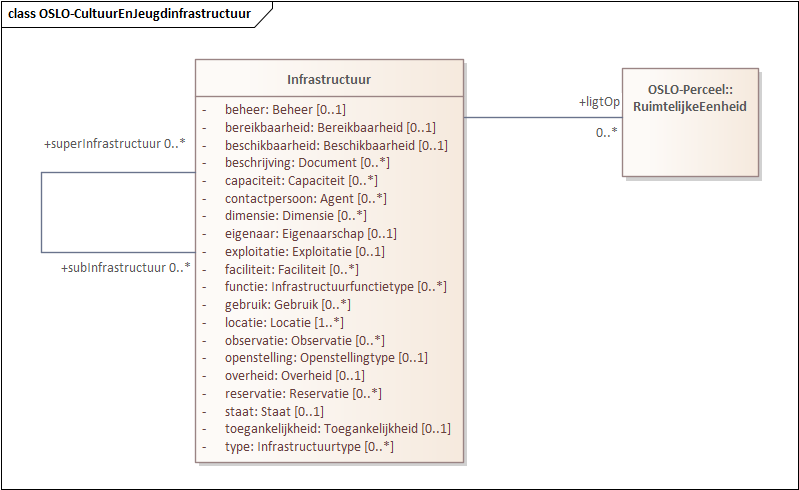 class OSLO-CultuurEnJeugdinfrastructuur
Infrastructuur
- beheer: Beheer [0..1]
- bereikbaarheid: Bereikbaarheid [0..1]
- beschikbaarheid: Beschikbaarheid [0..1]
- beschrijving: Document [0..*]
- capaciteit: Capaciteit [0..*]
- contactpersoon: Agent [0..*]
- dimensie: Dimensie [0..*]
- eigenaar: Eigenaarschap [0..1]
- exploitatie: Exploitatie [0..1]
- faciliteit: Faciliteit [0..*]
- functie: Infrastructuurfunctietype [0..*]
- gebruik: Gebruik [0..*]
- locatie: Locatie [1..*]
- observatie: Observatie [0..*]
- openstelling: Openstellingtype [0..1]
- overheid: Overheid [0..1]
- reservatie: Reservatie [0..*]
- staat: Staat [0..1]
- toegankelijkheid: Toegankelijkheid [0..1]
- type: Infrastructuurtype [0..*]
+superInfrastructuur 0..*
+subInfrastructuur 0..*
+ligtOp
0..*
OSLO-Perceel::
RuimtelijkeEenheid